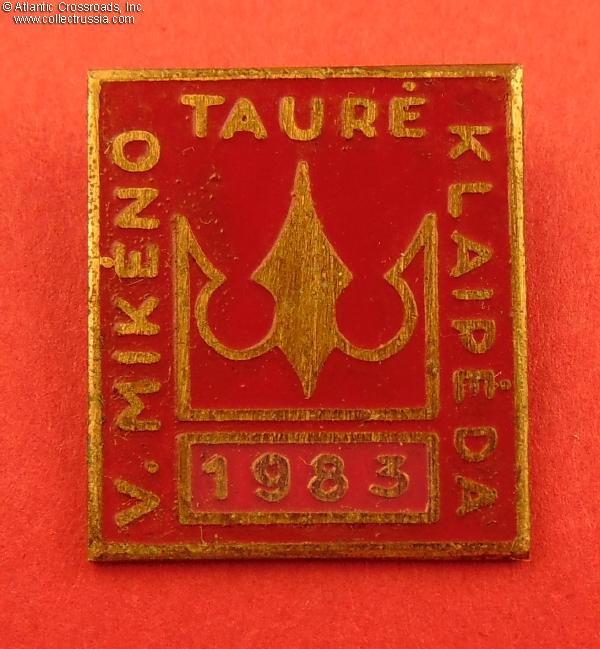 © Atlantic Crossroads, Inc.
www.collectrussia.com
V. MIKĖNO
TAURĖ
KLAIPĖDA
1983